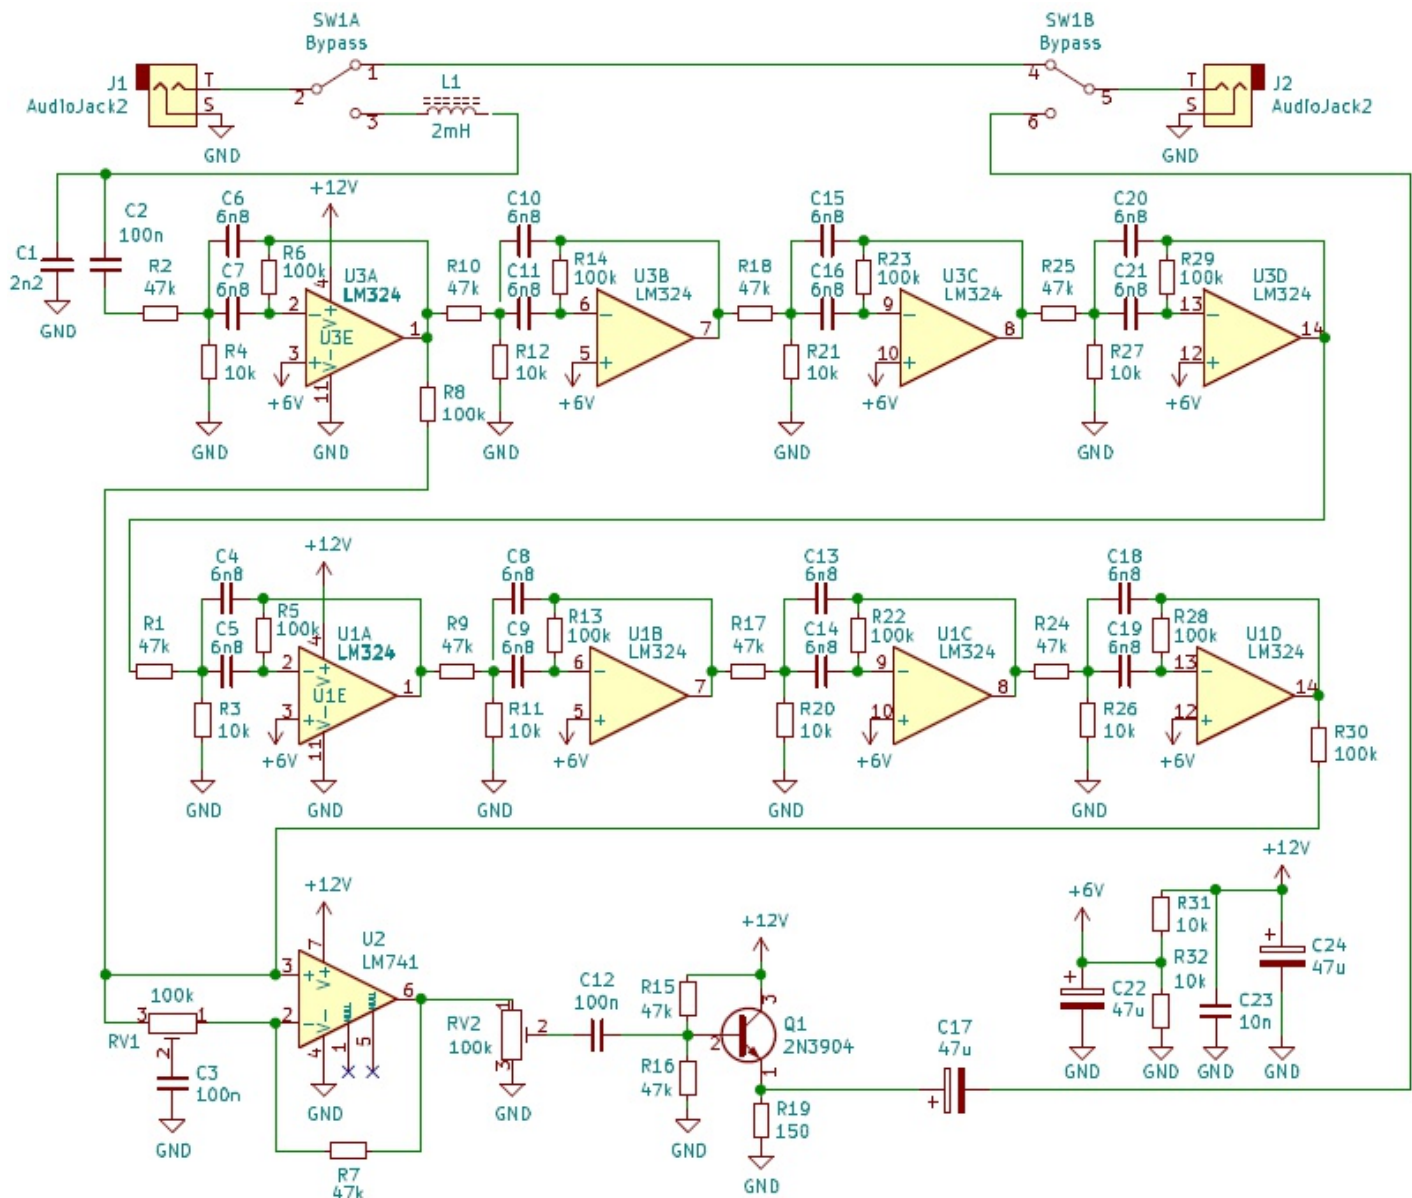 SW1A
Bypass
SW1B
Bypass
J1
AudioJack2
T
S
GND
2
1
3
L1
2mH
4
5
6
T
S
GND
J2
AudioJack2
C1
2n2
GND
C2
100n
R2
47k
C6
6n8
C7
6n8
R4
10k
GND
R6
100k
+12V
4
V+
2
3
+6V
U3A
LM324
U3E
V-
11
GND
1
R8
100k
R10
47k
C10
6n8
C11
6n8
R12
10k
GND
R14
100k
6
5
+6V
U3B
LM324
7
R18
47k
C15
6n8
C16
6n8
R21
10k
GND
R23
100k
9
10
+6V
U3C
LM324
8
R25
47k
C20
6n8
C21
6n8
R27
10k
GND
R29
100k
13
12
+6V
U3D
LM324
14
R1
47k
C4
6n8
C5
6n8
R3
10k
GND
R5
100k
+12V
4
V+
2
3
+6V
U1A
LM324
U1E
V-
11
GND
1
R9
47k
C8
6n8
C9
6n8
R11
10k
GND
R13
100k
6
5
+6V
U1B
LM324
7
R17
47k
C13
6n8
C14
6n8
R20
10k
GND
R22
100k
9
10
+6V
U1C
LM324
8
R24
47k
C18
6n8
C19
6n8
R26
10k
GND
R28
100k
13
12
+6V
U1D
LM324
14
R30
100k
100k
3
1
2
RV1
C3
100n
GND
+12V
7
V+
3
2
V-
4
GND
U2
LM741
NULL
NULL
1
5
6
R7
47k
RV2
100k
1
2
3
GND
C12
100n
R15
47k
R16
47k
GND
+12V
3
2
1
Q1
2N3904
R19
150
GND
C17
47u
+6V
C22
47u
GND
R31
10k
R32
10k
GND
C23
10n
GND
+12V
C24
47u
GND